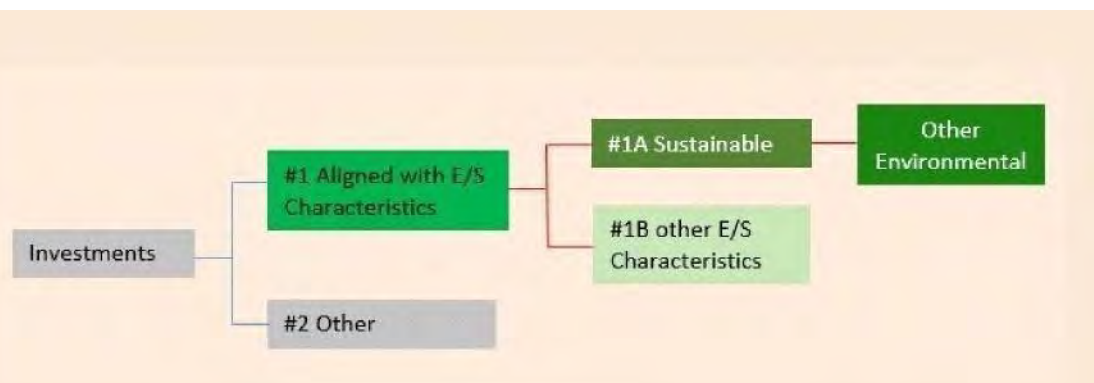 Investments
#1 Aligned with E/S
Characteristics
#2 Other
#1A Sustainable
#1B other E/S
Characteristics
Other
Environmental